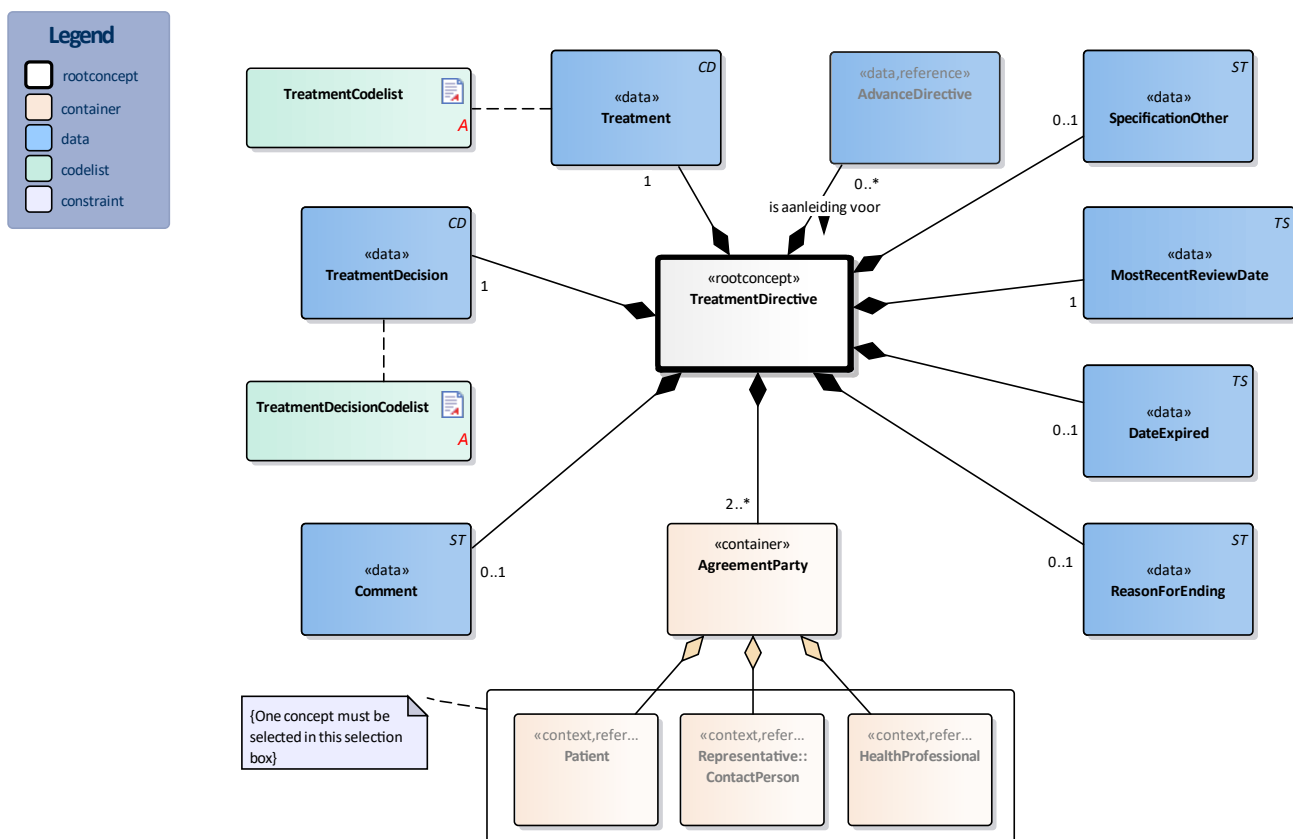 Legend
rootconcept
container
data
codelist
constraint
TreatmentCodelist
A
CD
«data»
Treatment
1
«data,reference»
AdvanceDirective
0..*
is aanleiding voor
ST
«data»
SpecificationOther
0..1
CD
«data»
TreatmentDecision
1
«rootconcept»
TreatmentDirective
TS
«data»
MostRecentReviewDate
1
TreatmentDecisionCodelist
A
TS
«data»
DateExpired
0..1
ST
«data»
Comment
0..1
2..*
«container»
AgreementParty
ST
«data»
ReasonForEnding
0..1
{One concept must be
selected in this selection
box}
«context,refer...
Patient
«context,refer...
Representative::
ContactPerson
«context,refer...
HealthProfessional